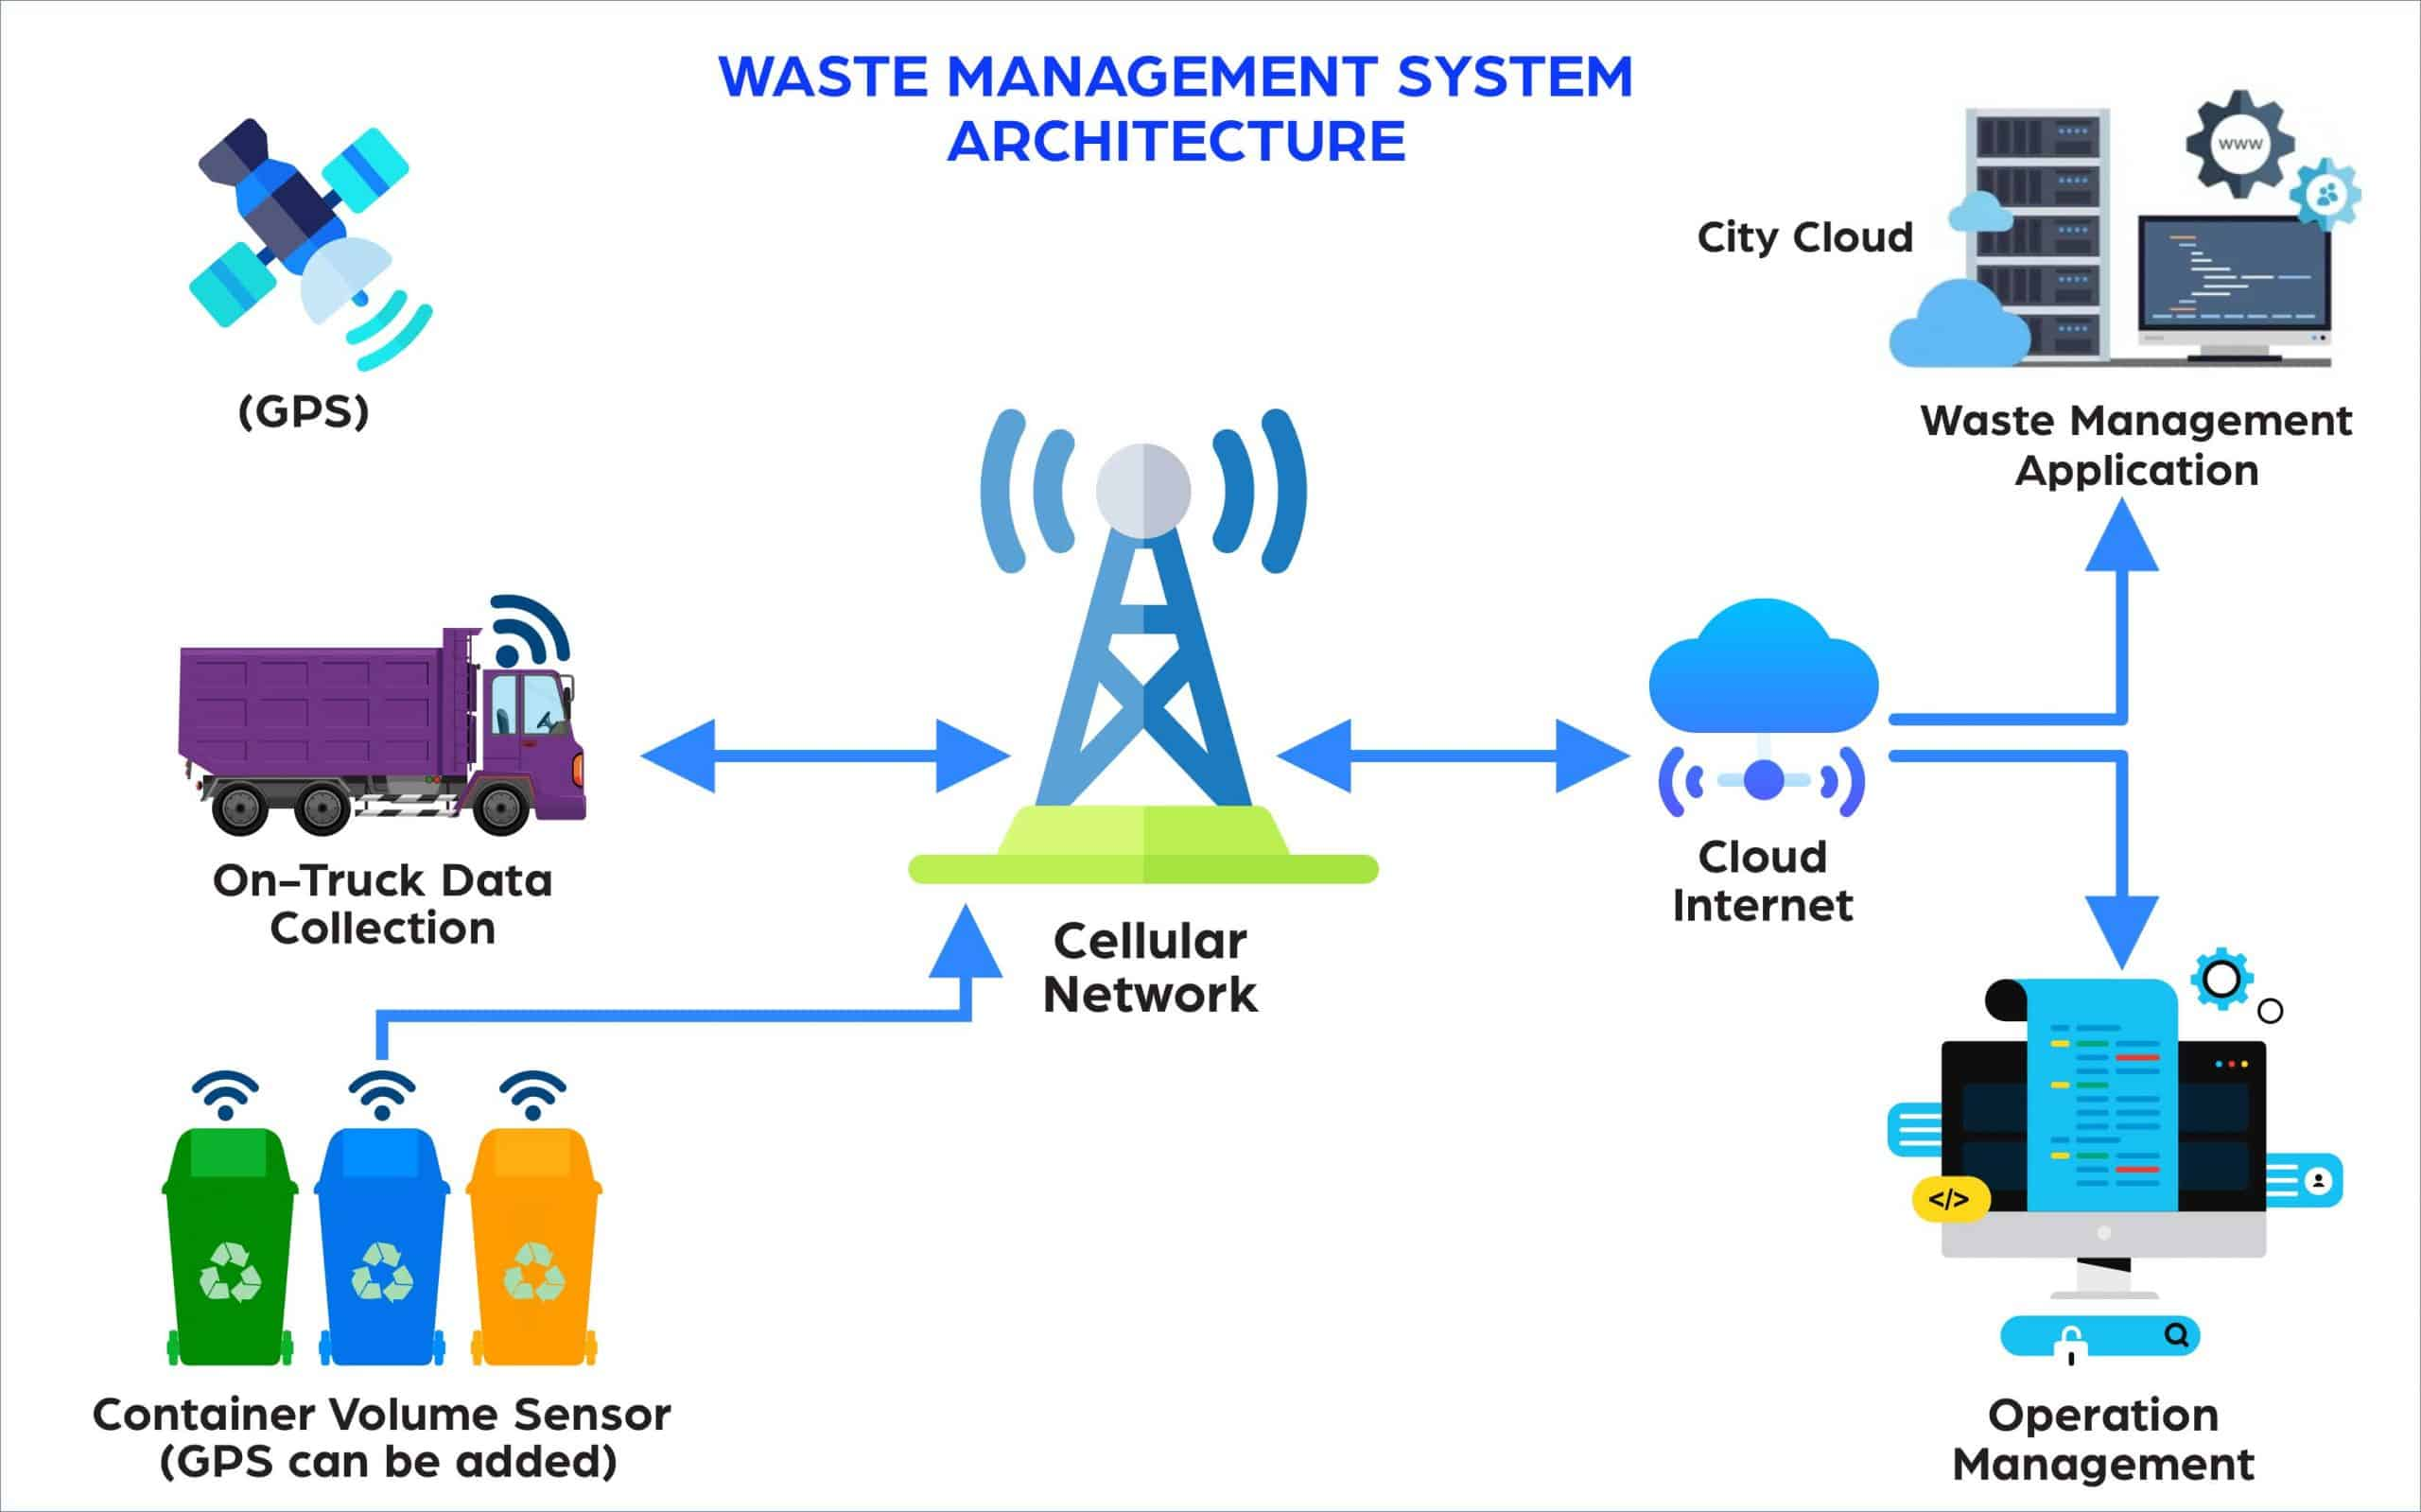 WASTE MANAGEMENT SYSTEM
ARCHITECTURE
(GPS)
www
City Cloud
Waste Management
Application
On-Truck Data
Collection
Cellular
Network
Cloud
Internet
</>
Container Volume Sensor
(GPS can be added)
Operation
Management